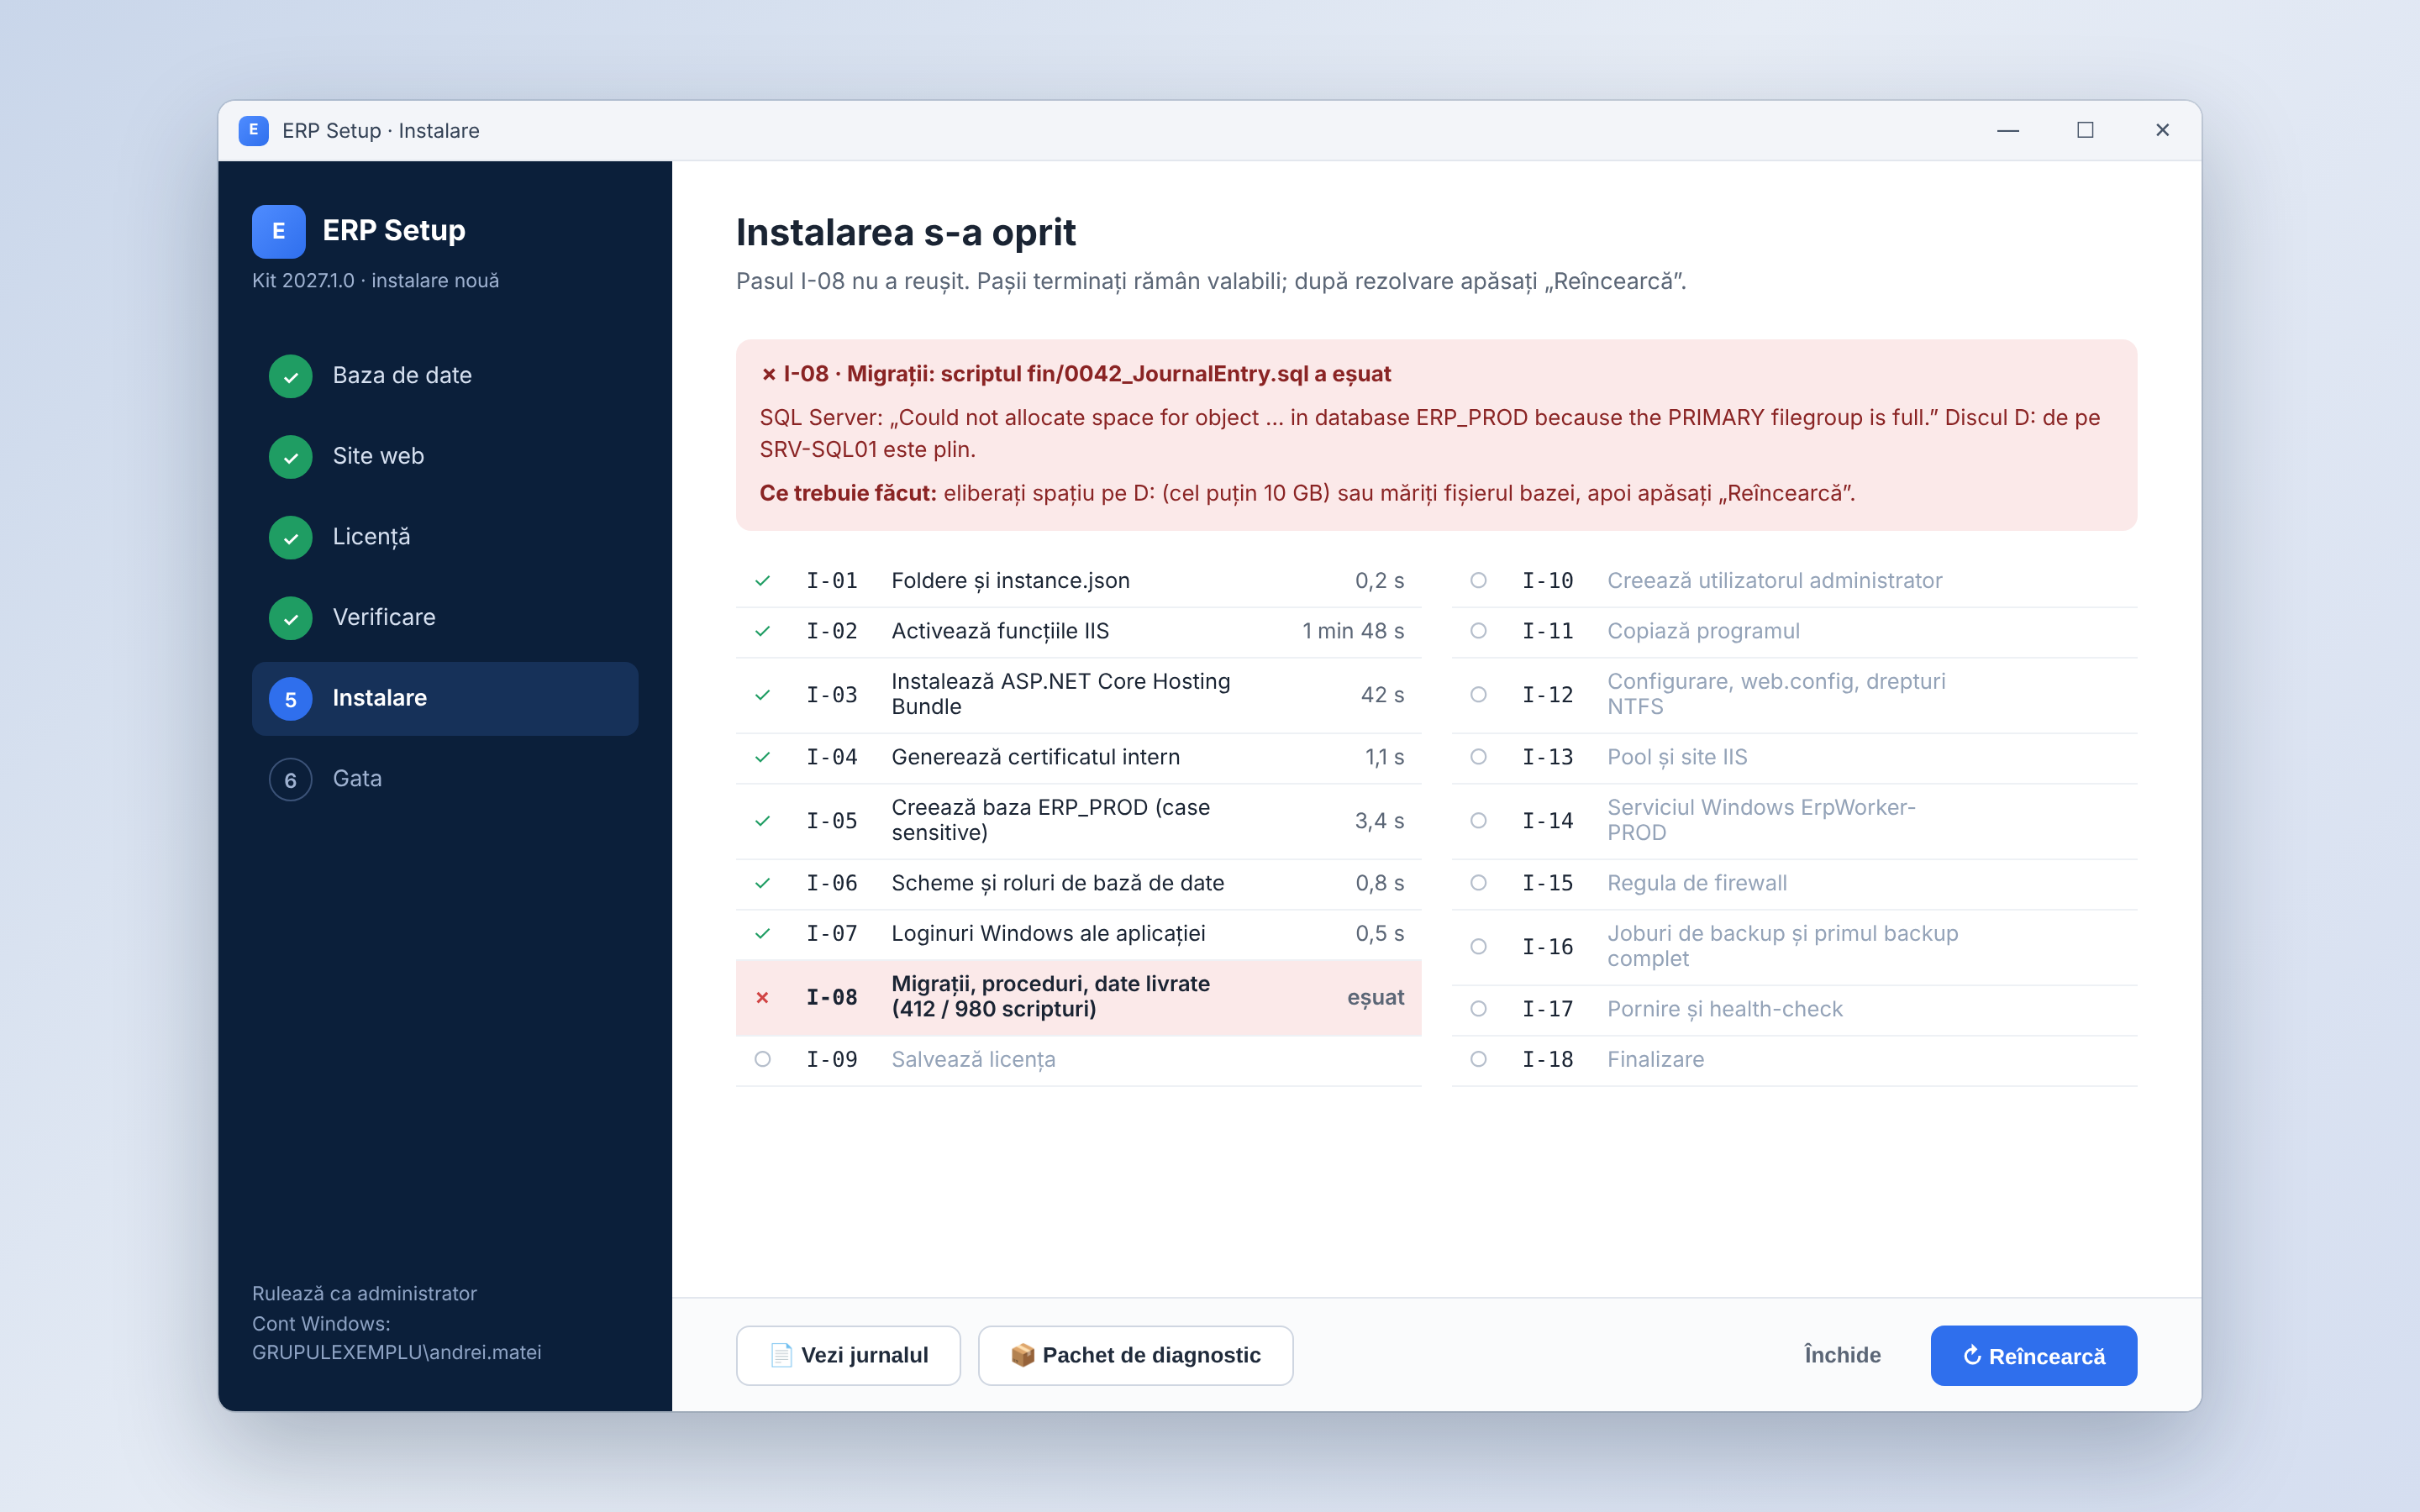 E ERP Setup · Instalare
E ERP Setup
Kit 2027.1.0 · instalare nouă
Baza de date
Site web
Licență
Verificare
5 Instalare
6 Gata
Rulează ca administrator
Cont Windows:
GRUPULEXEMPLU\andrei.matei
Instalarea s-a oprit
Pasul I-08 nu a reușit. Pașii terminați rămân valabili; după rezolvare apăsați „Reîncearcă”.
× I-08 · Migrații: scriptul fin/0042_JournalEntry.sql a eșuat
SQL Server: „Could not allocate space for object … in database ERP_PROD because the PRIMARY filegroup is full.” Discul D: de pe
SRV-SQL01 este plin.
Ce trebuie făcut: eliberați spațiu pe D: (cel puțin 10 GB) sau măriți fișierul bazei, apoi apăsați „Reîncearcă”.
✓ I-01 Foldere și instance.json 0,2 s
✓ I-02 Activează funcțiile IIS 1 min 48 s
✓ I-03 Instalează ASP.NET Core Hosting
Bundle 42 s
✓ I-04 Generează certificatul intern 1,1 s
✓ I-05 Creează baza ERP_PROD (case
sensitive) 3,4 s
✓ I-06 Scheme și roluri de bază de date 0,8 s
✓ I-07 Loginuri Windows ale aplicației 0,5 s
× I-08 Migrații, proceduri, date livrate
(412 / 980 scripturi) eșuat
○ I-09 Salvează licența
○ I-10 Creează utilizatorul administrator
○ I-11 Copiază programul
○ I-12 Configurare, web.config, drepturi
NTFS
○ I-13 Pool și site IIS
○ I-14 Serviciul Windows ErpWorker-
PROD
○ I-15 Regula de firewall
○ I-16 Joburi de backup și primul backup
complet
○ I-17 Pornire și health-check
○ I-18 Finalizare
📄 Vezi jurnalul
📦 Pachet de diagnostic
Închide
↻ Reîncearcă